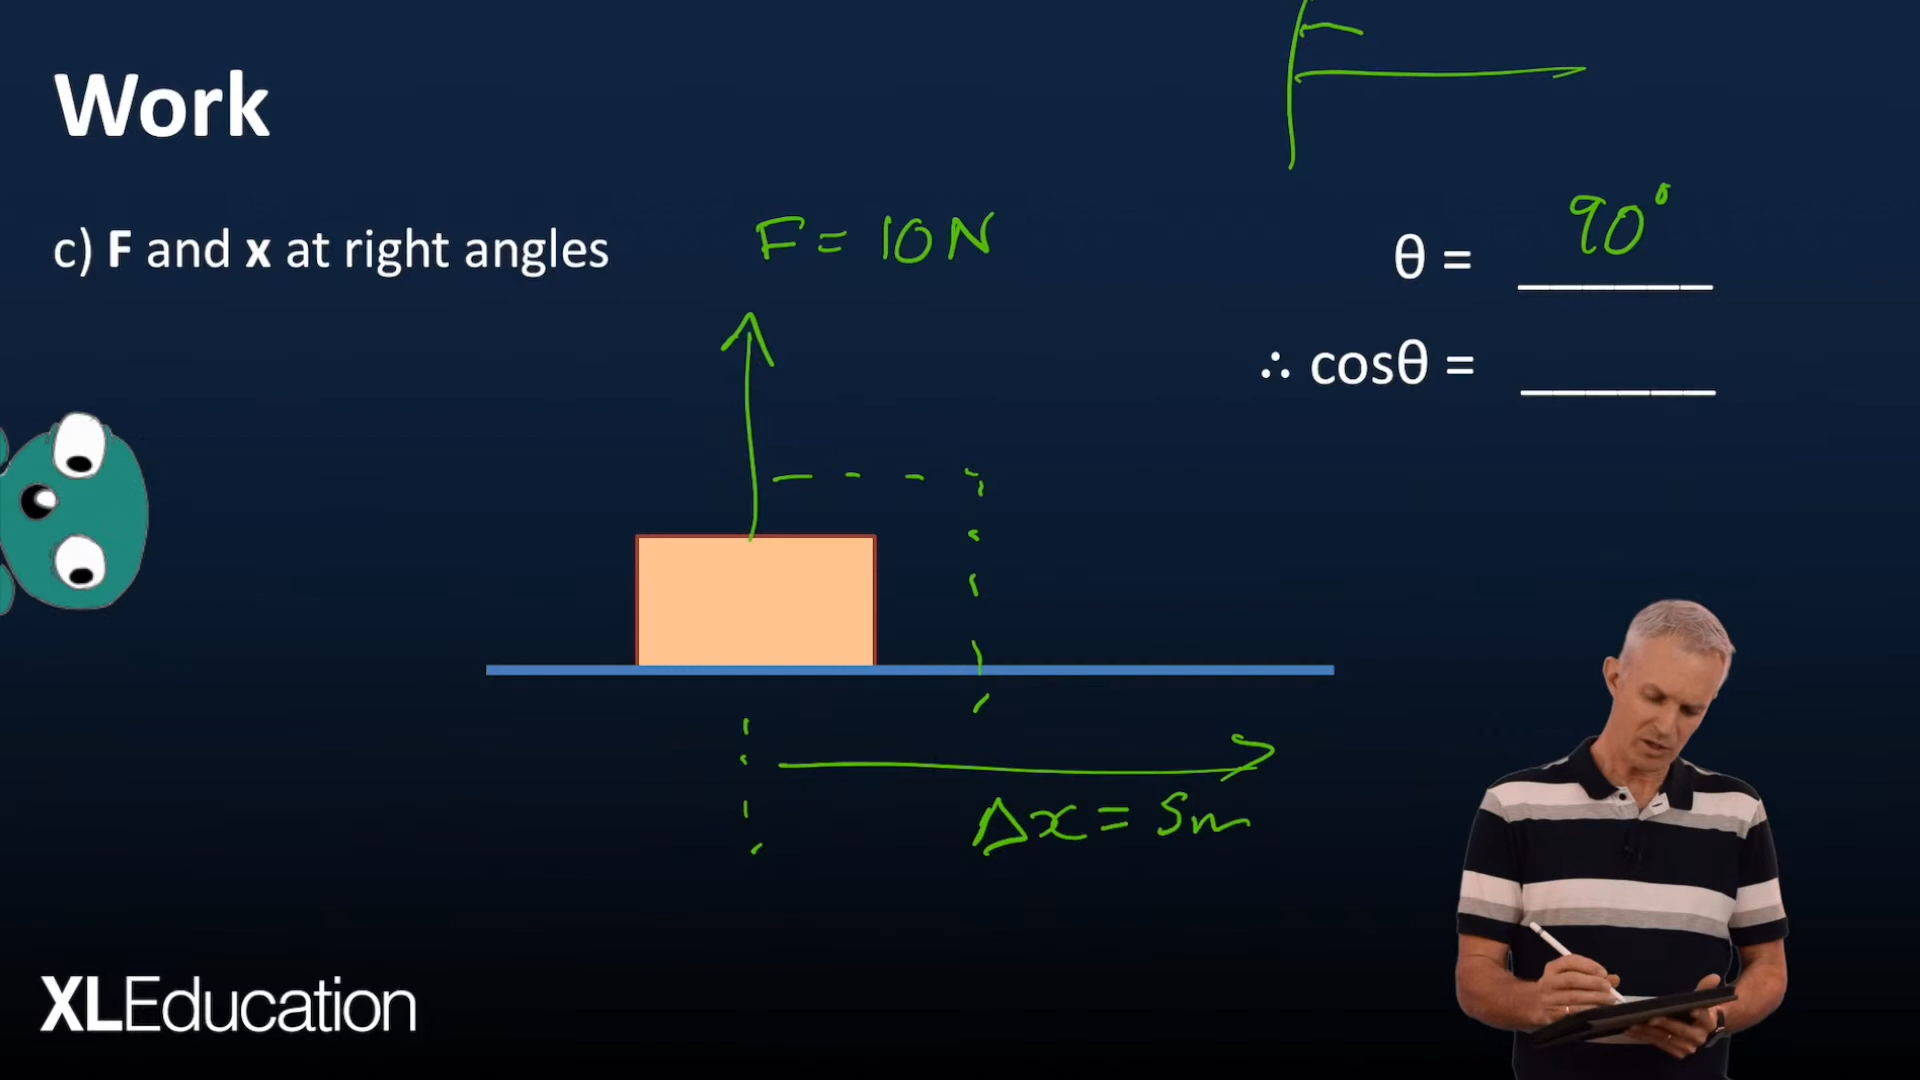 Work
c) F and x at right angles
F = 10N
θ = 90°
∴ cosθ =
Δx = 5m
XLEducation